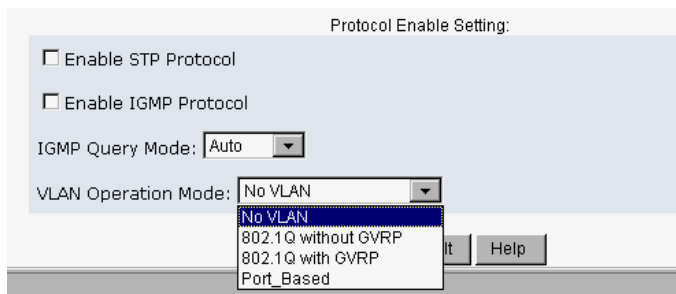 Protocol Enable Setting:
Enable STP Protocol
Enable IGMP Protocol
IGMP Query Mode: Auto
VLAN Operation Mode: No VLAN
No VLAN
802.1Q without GVRP
802.1Q with GVRP
Port_Based
Help